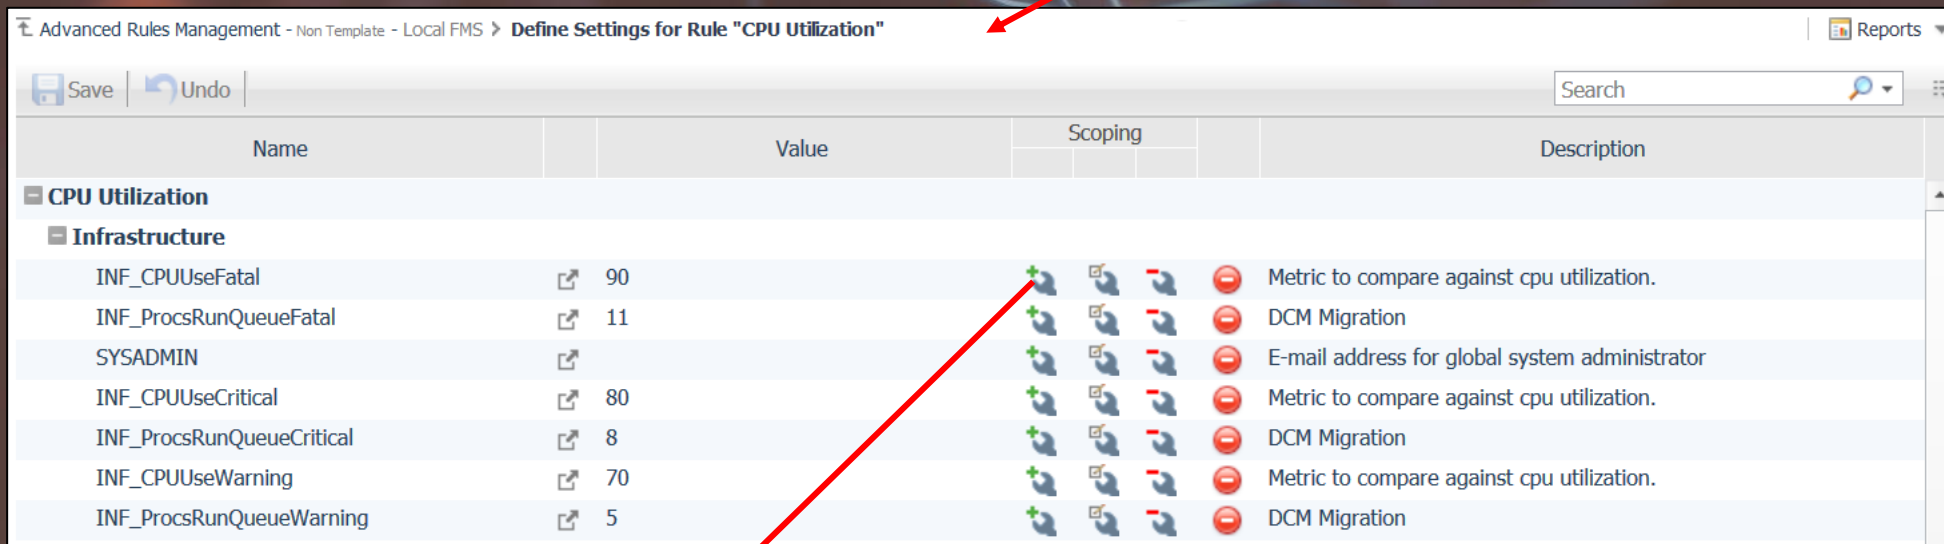 Advanced Rules Management - Non Template - Local FMS > Define Settings for Rule "CPU Utilization" Reports
Save Undo Search
Name Value Scoping Description
CPU Utilization
Infrastructure
INF_CPUUseFatal 90 Metric to compare against cpu utilization.
INF_ProcsRunQueueFatal 11 DCM Migration
SYSADMIN E-mail address for global system administrator
INF_CPUUseCritical 80 Metric to compare against cpu utilization.
INF_ProcsRunQueueCritical 8 DCM Migration
INF_CPUUseWarning 70 Metric to compare against cpu utilization.
INF_ProcsRunQueueWarning 5 DCM Migration